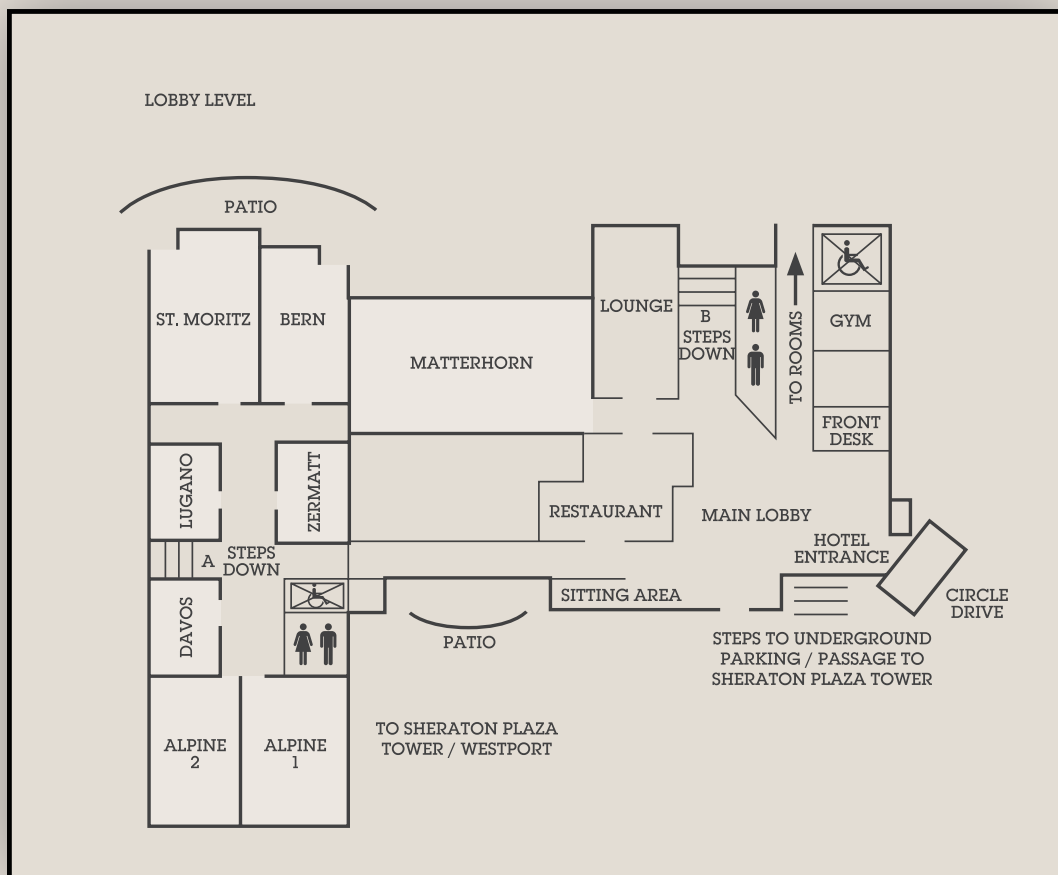 LOBBY LEVEL
PATIO
ST. MORITZ
BERN
MATTERHORN
LOUNGE
B
STEPS
DOWN
TO ROOMS
GYM
FRONT
DESK
LUGANO
ZERMATT
RESTAURANT
MAIN LOBBY
HOTEL
ENTRANCE
A
STEPS
DOWN
DAVOS
SITTING AREA
CIRCLE
DRIVE
PATIO
STEPS TO UNDERGROUND
PARKING / PASSAGE TO
SHERATON PLAZA TOWER
TO SHERATON PLAZA
TOWER / WESTPORT
ALPINE
2
ALPINE
1